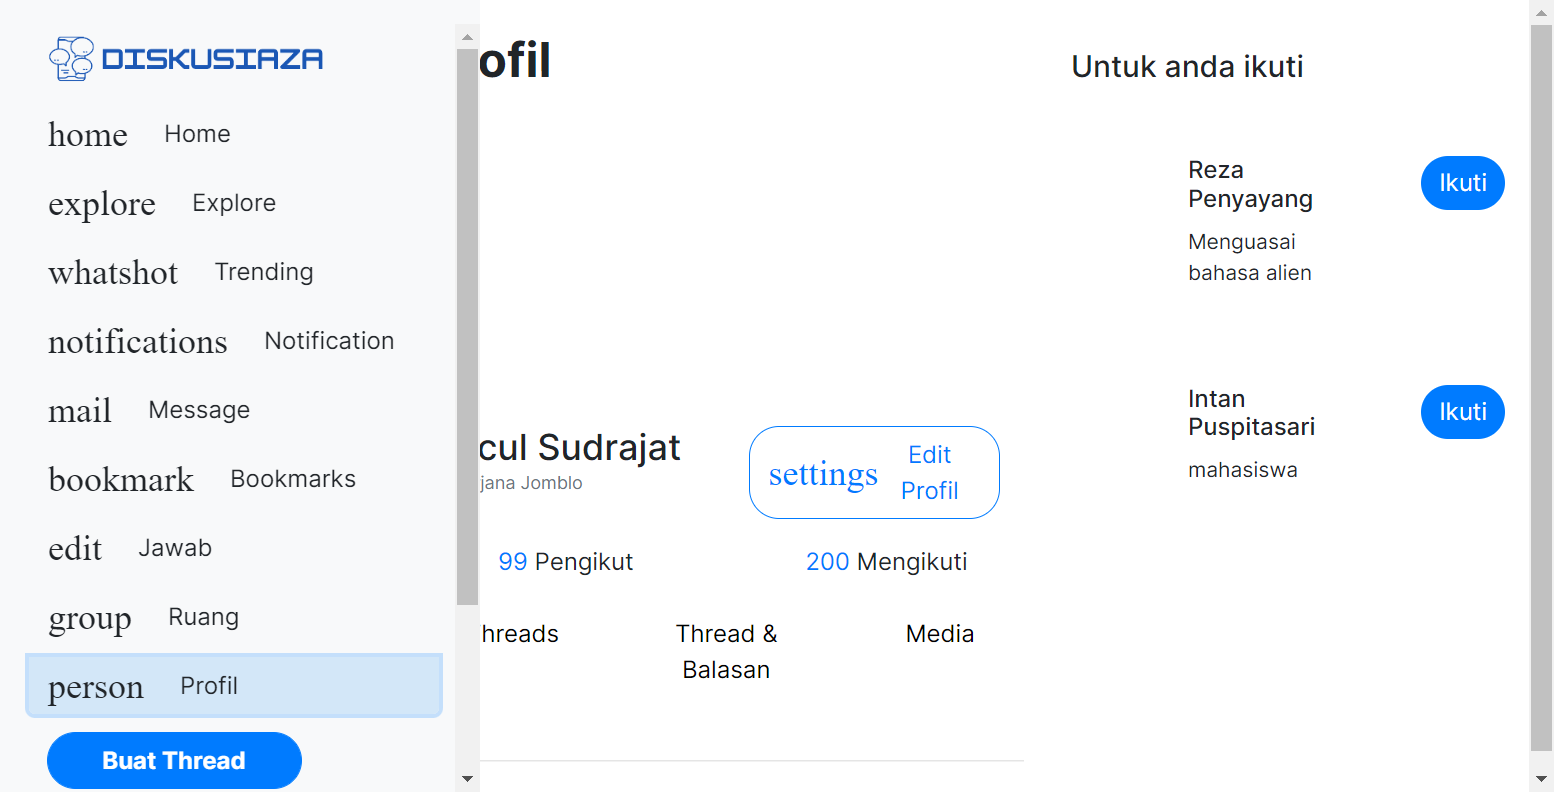 DISKUSIAZA
home Home
explore Explore
whatshot Trending
notifications Notification
mail Message
bookmark Bookmarks
edit Jawab
group Ruang
person Profil
Buat Thread
ofil
cul Sudrajat
jana Jomblo
settings Edit
Profil
99 Pengikut
200 Mengikuti
hreads
Thread &
Balasan
Media
Untuk anda ikuti
Reza
Penyayang
Menguasai
bahasa alien
Ikuti
Intan
Puspitasari
mahasiswa
Ikuti